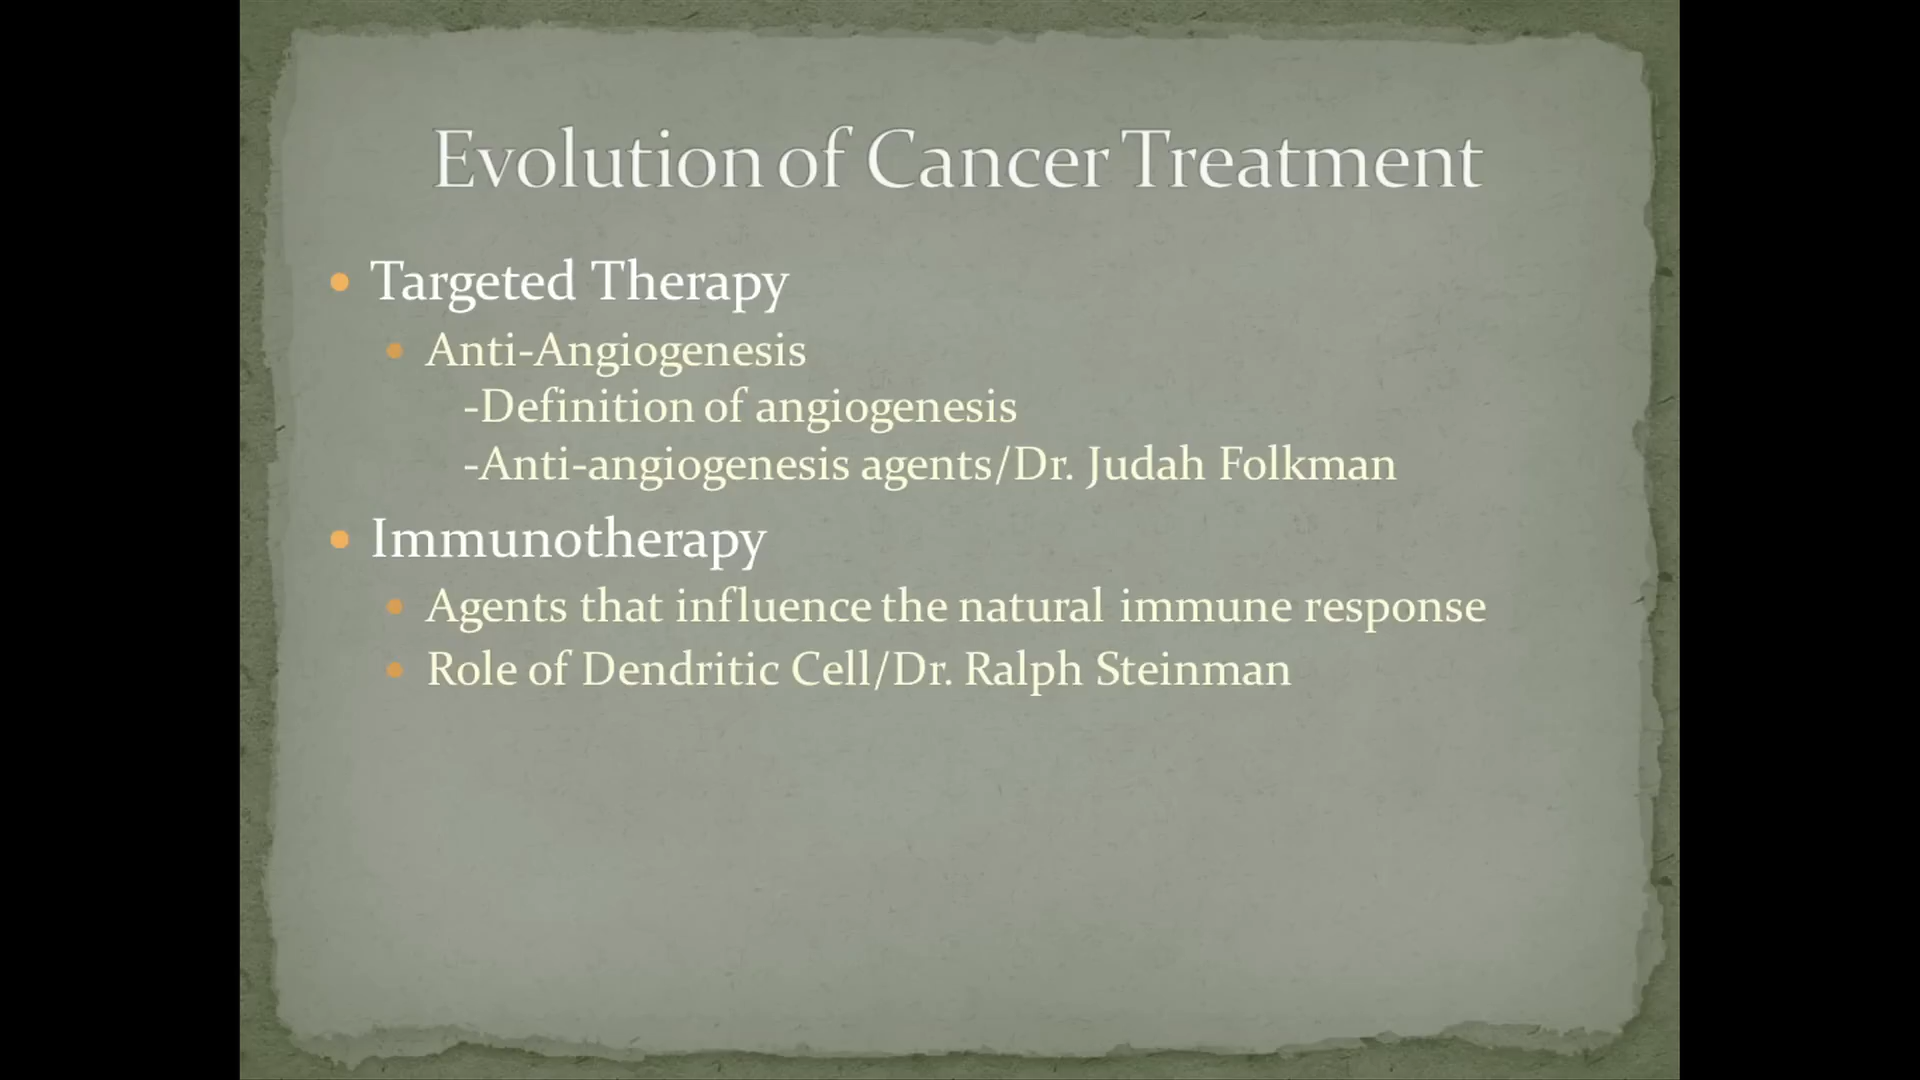 Evolution of Cancer Treatment
• Targeted Therapy
• Anti-Angiogenesis
-Definition of angiogenesis
-Anti-angiogenesis agents/Dr. Judah Folkman
• Immunotherapy
• Agents that influence the natural immune response
• Role of Dendritic Cell/Dr. Ralph Steinman